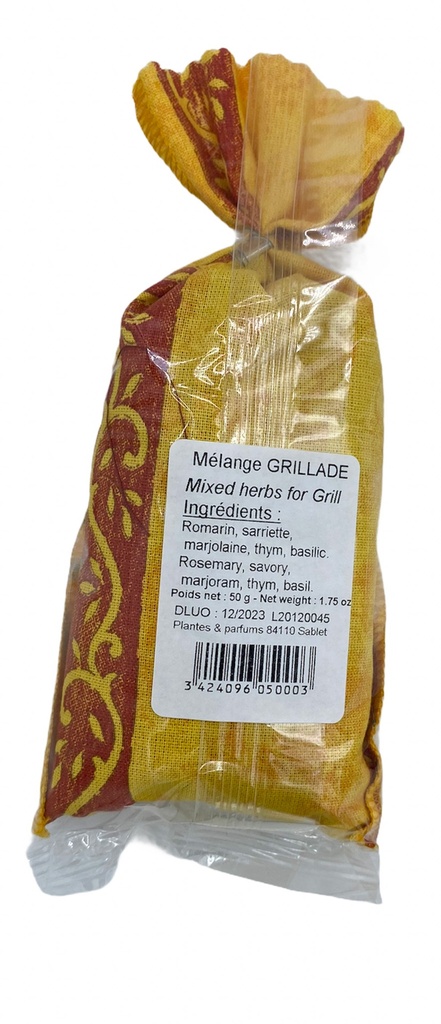 Mélange GRILLADE
Mixed herbs for Grill
Ingrédients :
Romarin, sarriette,
marjolaine, thym, basilic.
Rosemary, savory,
marjoram, thym, basil.
Poids net : 50 g - Net weight : 1.75 oz
DLUO : 12/2023 L20120045
Plantes & parfums 84110 Sablet
3 424096 050003